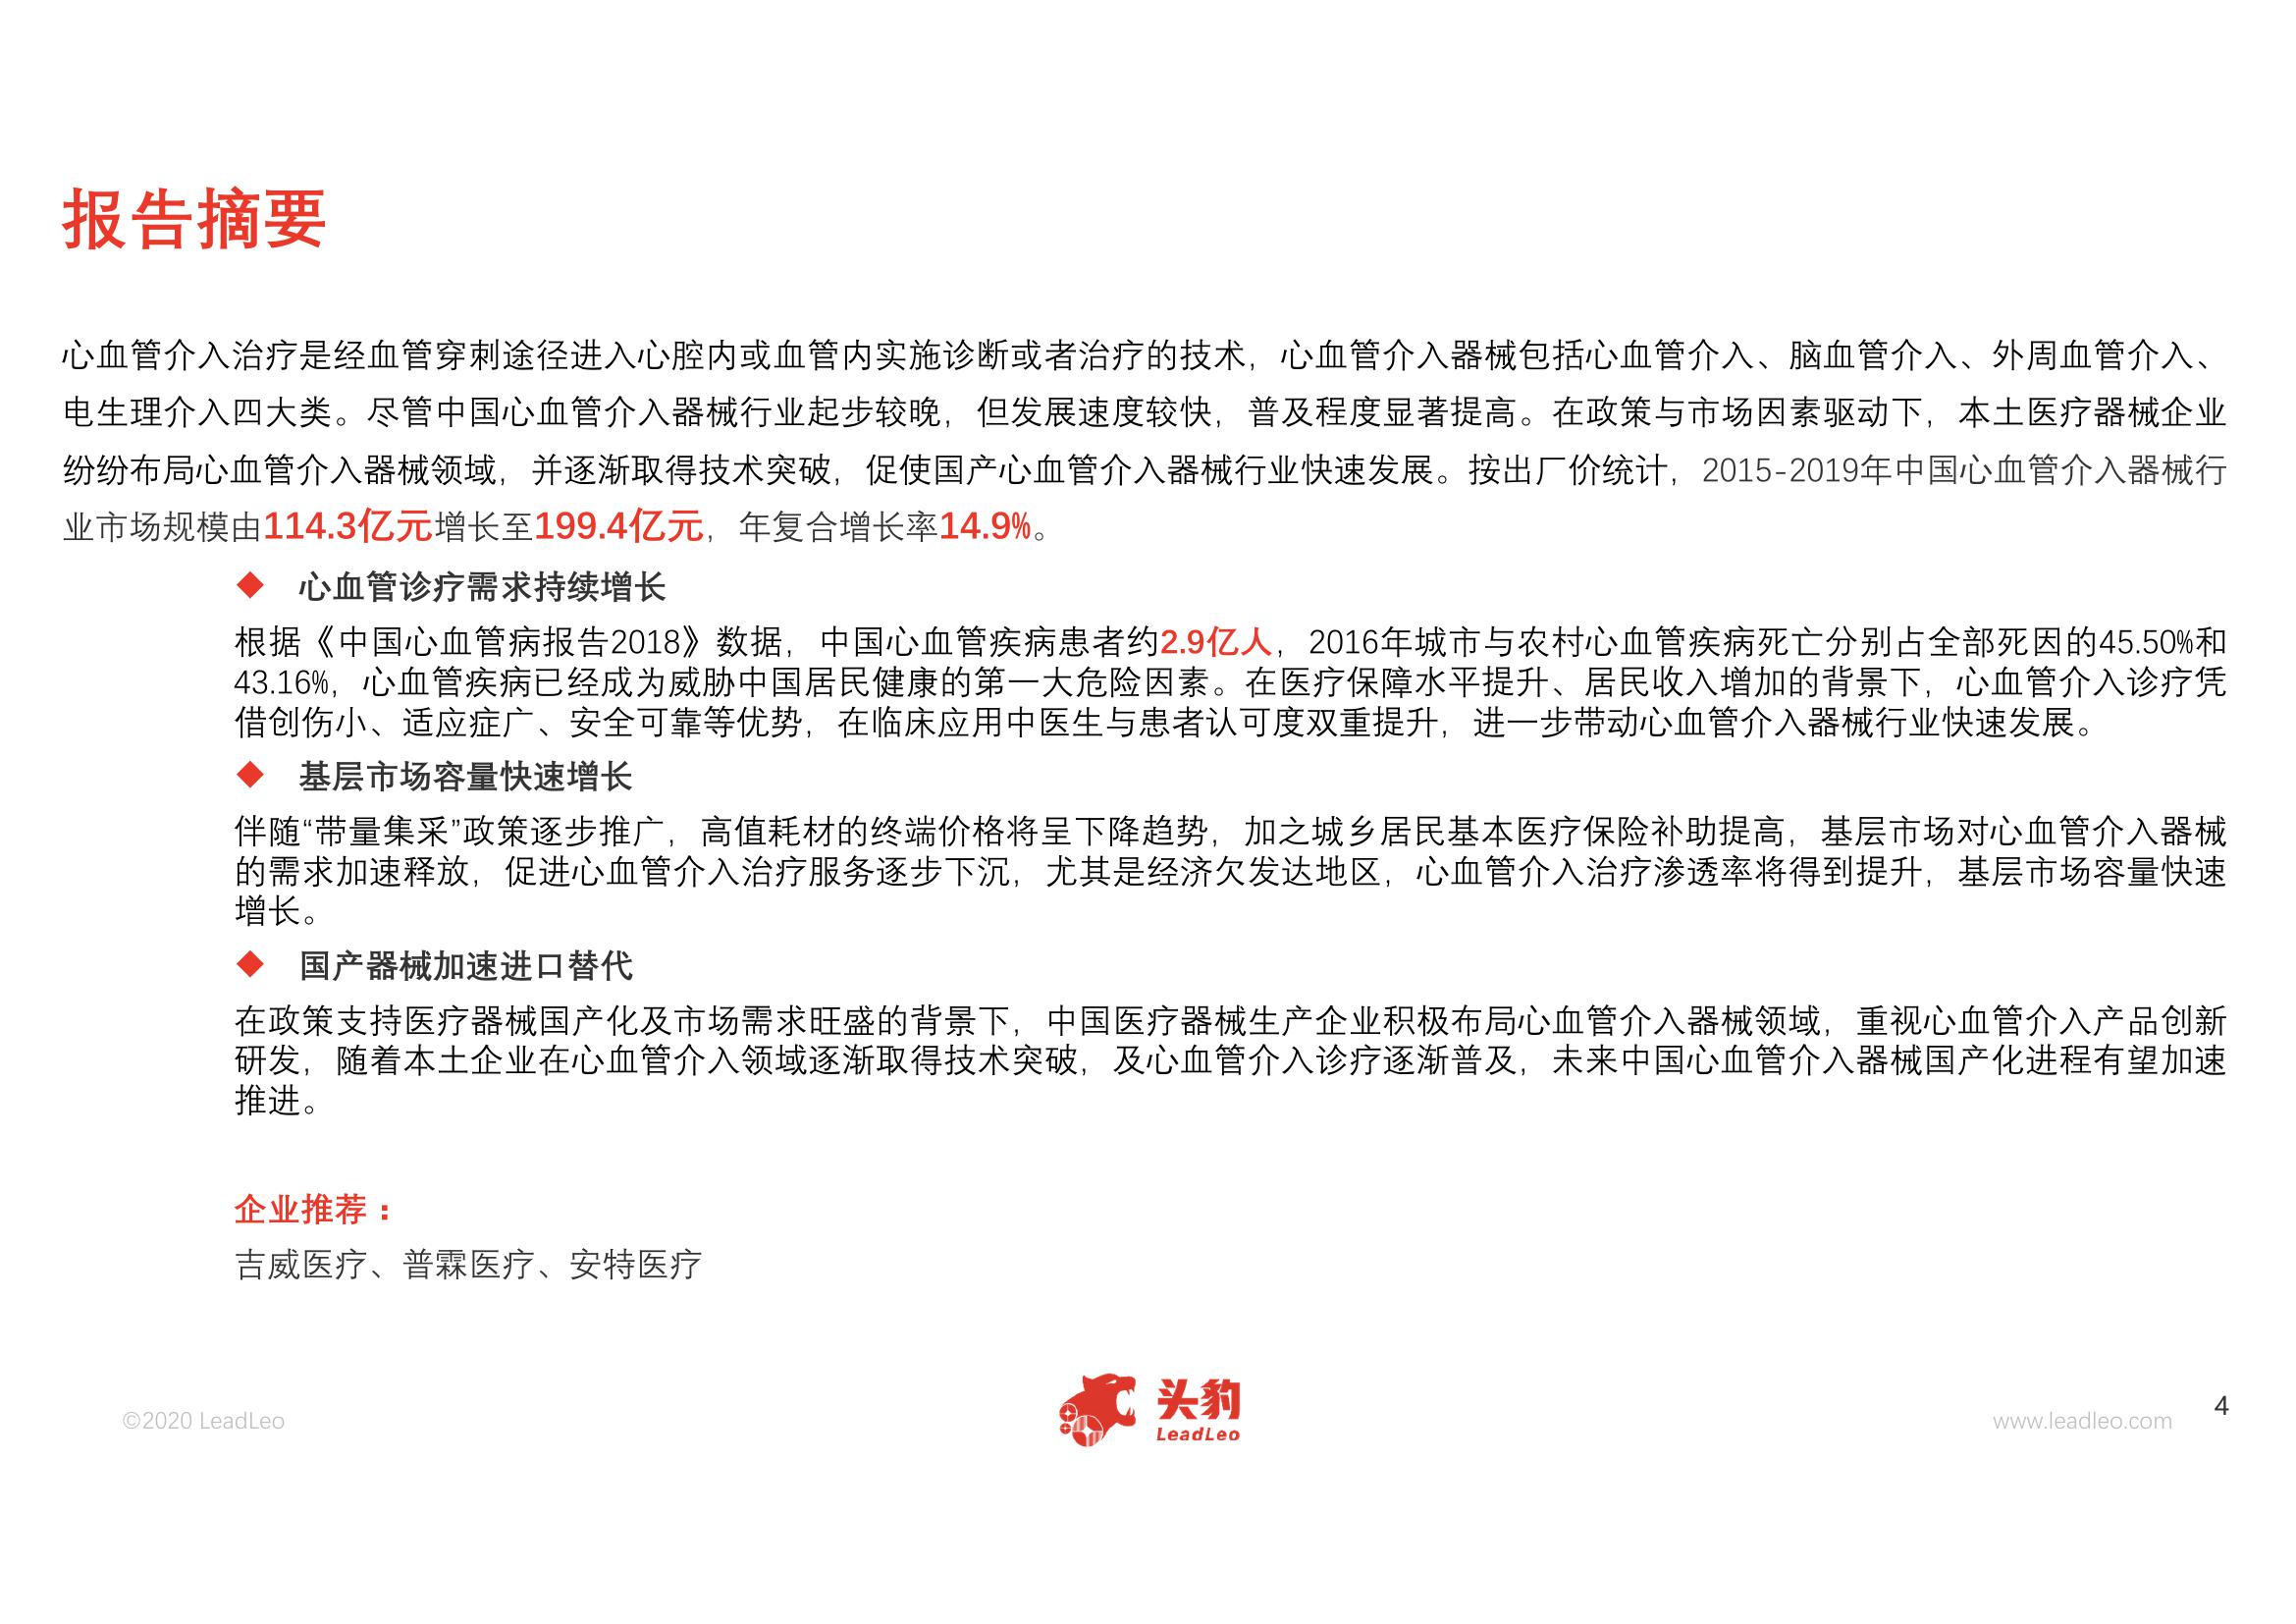 报告摘要
心血管介入治疗是经血管穿刺途径进入心腔内或血管内实施诊断或者治疗的技术，心血管介入器械包括心血管介入、脑血管介入、外周血管介入、
电生理介入四大类。尽管中国心血管介入器械行业起步较晚，但发展速度较快，普及程度显著提高。在政策与市场因素驱动下，本土医疗器械企业
纷纷布局心血管介入器械领域，并逐渐取得技术突破，促使国产心血管介入器械行业快速发展。按出厂价统计，2015-2019年中国心血管介入器械行
业市场规模由114.3亿元增长至199.4亿元，年复合增长率14.9%。
◆ 心血管诊疗需求持续增长
根据《中国心血管病报告2018》数据，中国心血管疾病患者约2.9亿人，2016年城市与农村心血管疾病死亡分别占全部死因的45.50%和
43.16%，心血管疾病已经成为威胁中国居民健康的第一大危险因素。在医疗保障水平提升、居民收入增加的背景下，心血管介入诊疗凭
借创伤小、适应症广、安全可靠等优势，在临床应用中医生与患者认可度双重提升，进一步带动心血管介入器械行业快速发展。
◆ 基层市场容量快速增长
伴随“带量集采”政策逐步推广，高值耗材的终端价格将呈下降趋势，加之城乡居民基本医疗保险补助提高，基层市场对心血管介入器械
的需求加速释放，促进心血管介入治疗服务逐步下沉，尤其是经济欠发达地区，心血管介入治疗渗透率将得到提升，基层市场容量快速
增长。
◆ 国产器械加速进口替代
在政策支持医疗器械国产化及市场需求旺盛的背景下，中国医疗器械生产企业积极布局心血管介入器械领域，重视心血管介入产品创新
研发，随着本土企业在心血管介入领域逐渐取得技术突破，及心血管介入诊疗逐渐普及，未来中国心血管介入器械国产化进程有望加速
推进。
企业推荐：
吉威医疗、普霖医疗、安特医疗
©2020 LeadLeo
头豹
LeadLeo
www.leadleo.com
4